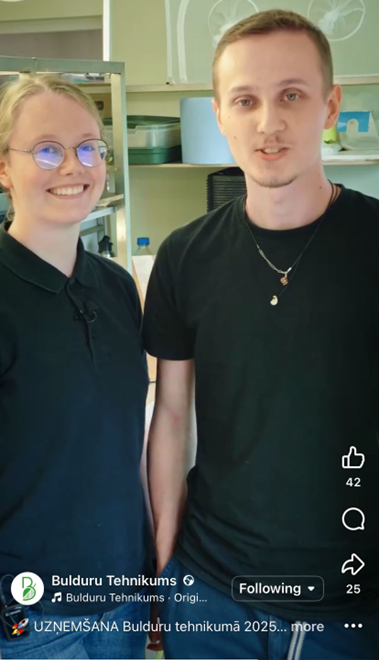 42
25
Bulduru Tehnikums
Following
Bulduru Tehnikums · Origi...
🚀 UZŅEMŠANA Bulduru tehnikumā 2025... more